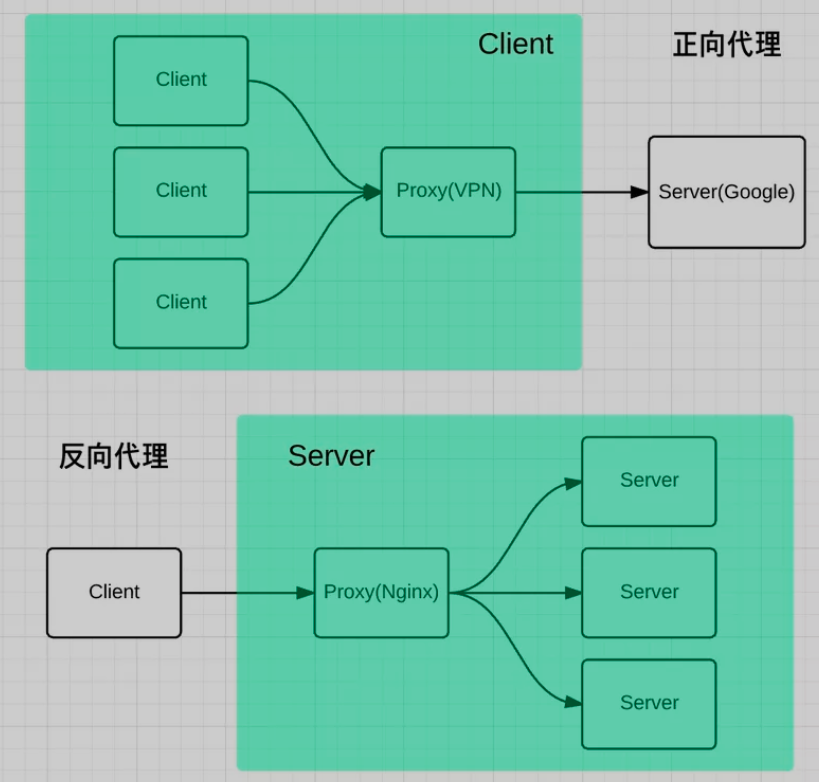 Client
正向代理
Client
Client
Proxy(VPN)
Server(Google)
Client
反向代理
Server
Server
Client
Proxy(Nginx)
Server
Server